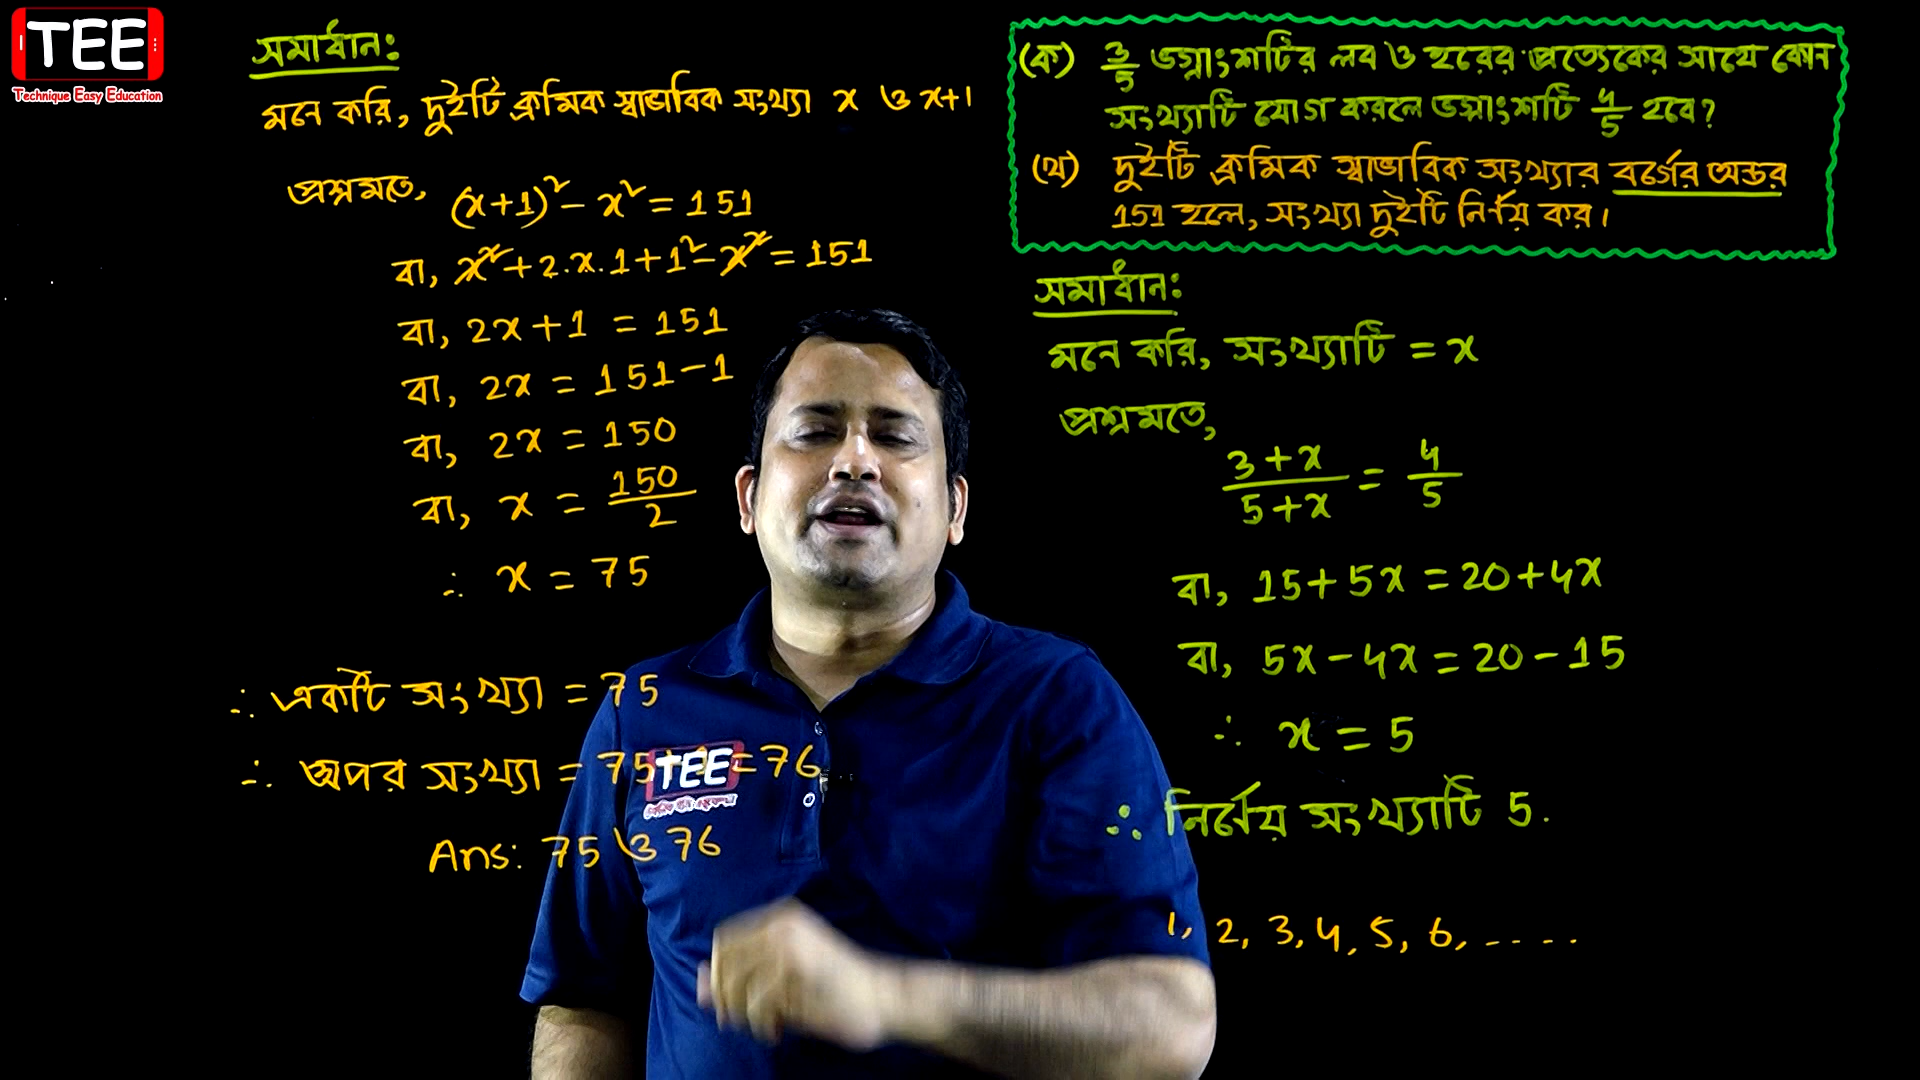 TEE
Technique Easy Education
সমাধান:
মনে করি, দুইটি ক্রমিক স্বাভাবিক সংখ্যা x ও x+1
প্রশ্নমতে, (x+1)² - x² = 151
বা, x² + 2.x.1 + 1² - x² = 151
বা, 2x + 1 = 151
বা, 2x = 151 - 1
বা, 2x = 150
বা, x = 150/2
∴ x = 75
∴ একটি সংখ্যা = 75
∴ অপর সংখ্যা = 75+1 = 76
Ans: 75 ও 76
(ক) 3/5 ভগ্নাংশটির লব ও হরের প্রত্যেকের সাথে কোন
সংখ্যাটি যোগ করলে ভগ্নাংশটি 4/5 হবে?
(খ) দুইটি ক্রমিক স্বাভাবিক সংখ্যার বর্গের অন্তর
151 হলে, সংখ্যা দুইটি নির্ণয় কর।
সমাধান:
মনে করি, সংখ্যাটি = x
প্রশ্নমতে,
3+x/5+x = 4/5
বা, 15 + 5x = 20 + 4x
বা, 5x - 4x = 20 - 15
∴ x = 5
∴ নির্ণেয় সংখ্যাটি 5.
1, 2, 3, 4, 5, 6, .....
TEE